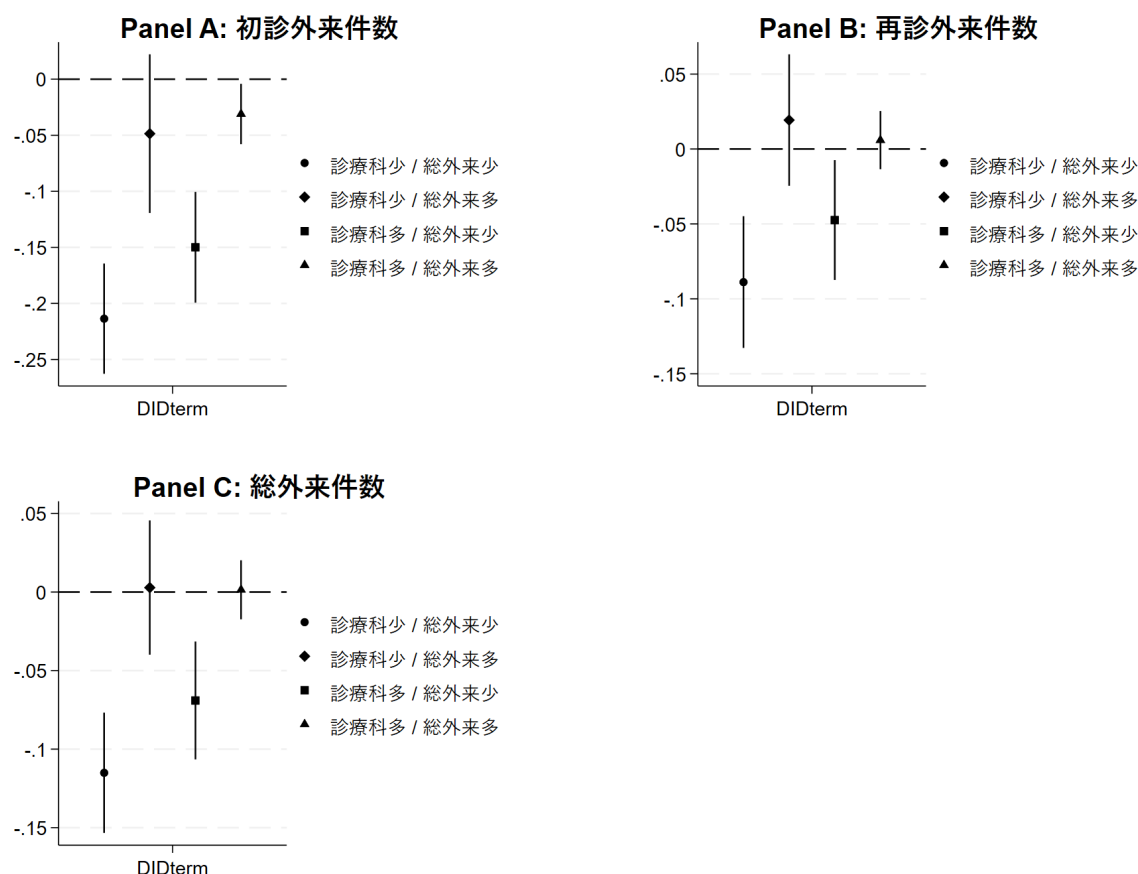 Panel A: 初診外来件数
0
-.05
-.1
-.15
-.2
-.25
DIDterm
診療科少 / 総外来少
診療科少 / 総外来多
診療科多 / 総外来少
診療科多 / 総外来多
Panel B: 再診外来件数
.05
0
-.05
-.1
-.15
DIDterm
診療科少 / 総外来少
診療科少 / 総外来多
診療科多 / 総外来少
診療科多 / 総外来多
Panel C: 総外来件数
.05
0
-.05
-.1
-.15
DIDterm
診療科少 / 総外来少
診療科少 / 総外来多
診療科多 / 総外来少
診療科多 / 総外来多